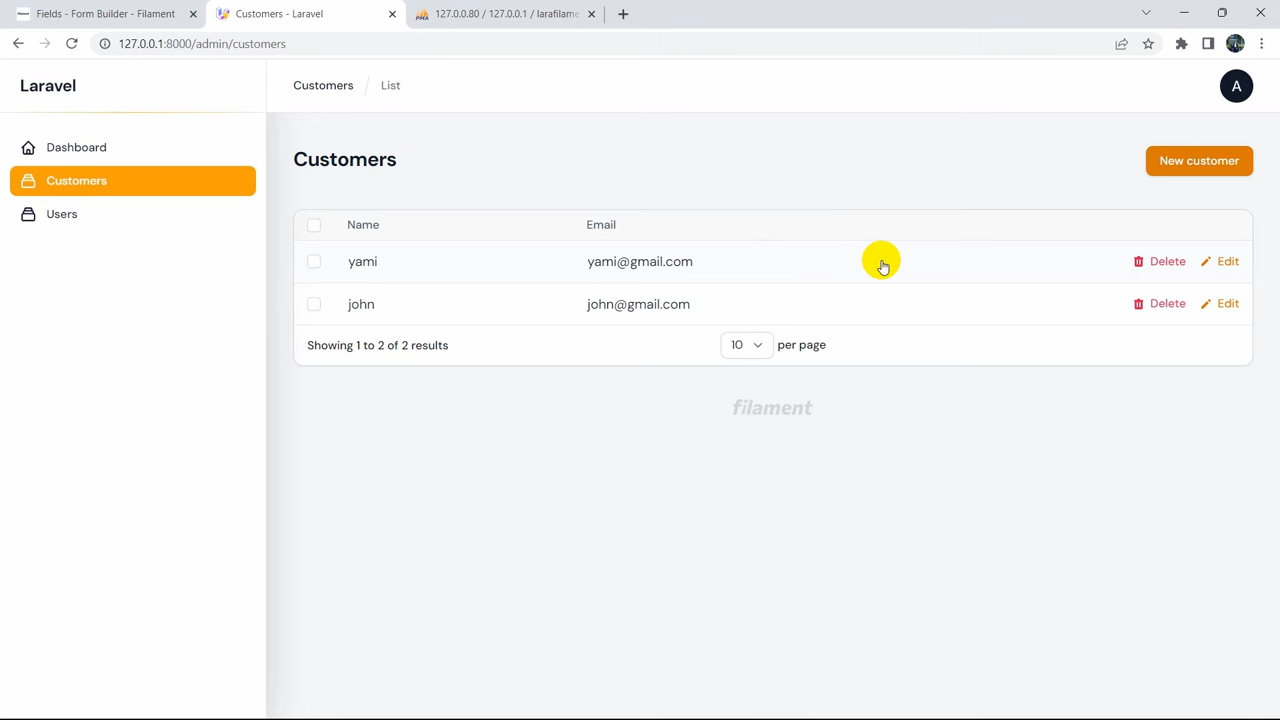 Fields - Form Builder - Filament
Customers - Laravel
127.0.0.80 / 127.0.0.1 / larafilame
127.0.0.1:8000/admin/customers
Laravel
Customers / List
A
Dashboard
Customers
Users
Customers
New customer
Name Email
yami yami@gmail.com Delete Edit
john john@gmail.com Delete Edit
Showing 1 to 2 of 2 results 10 per page
filament